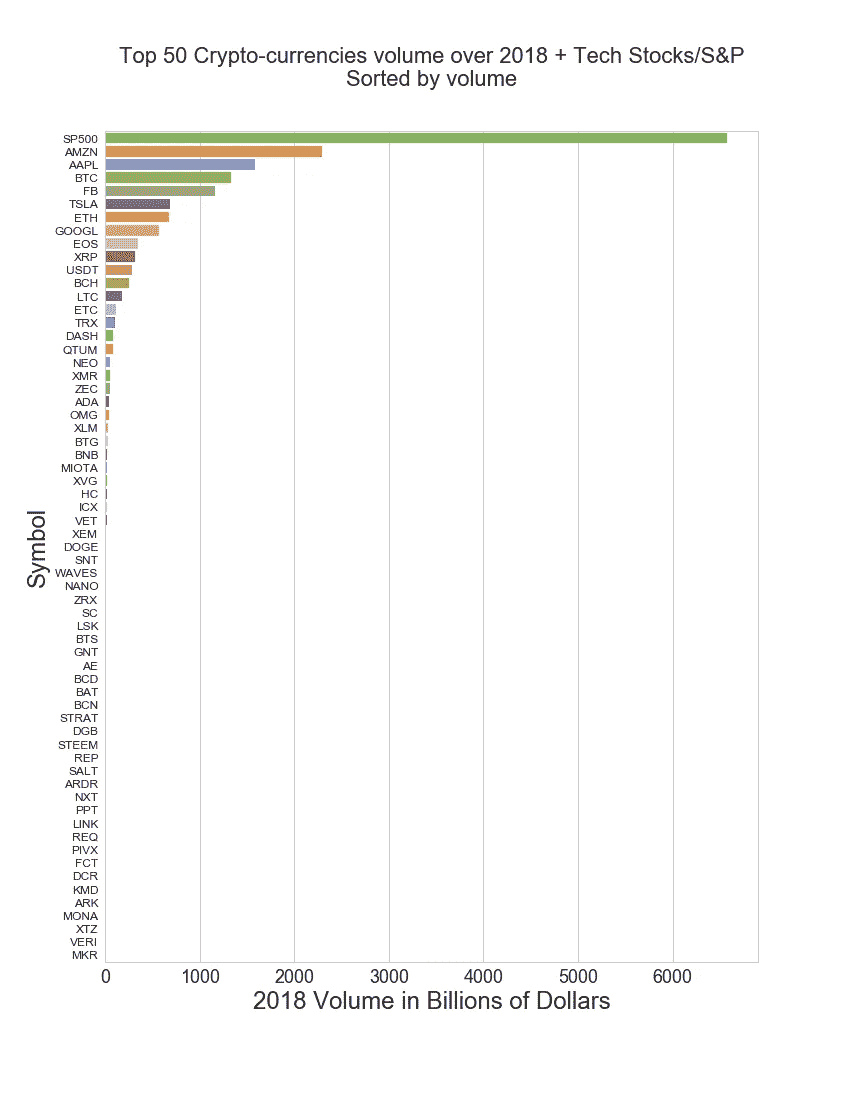 Top 50 Crypto-currencies volume over 2018 + Tech Stocks/S&P
Sorted by volume
SP500
AMZN
AAPL
BTC
FB
TSLA
ETH
GOOGL
EOS
XRP
USDT
BCH
LTC
ETC
TRX
DASH
QTUM
NEO
XMR
ZEC
ADA
OMG
XLM
BTG
BNB
MIOTA
XVG
HC
ICX
VET
XEM
DOGE
SNT
WAVES
NANO
ZRX
SC
LSK
BTS
GNT
AE
BCD
BAT
BCN
STRAT
DGB
STEEM
REP
SALT
ARDR
NXT
PPT
LINK
REQ
PIVX
FCT
DCR
KMD
ARK
MONA
XTZ
VERI
MKR
Symbol
0 1000 2000 3000 4000 5000 6000
2018 Volume in Billions of Dollars